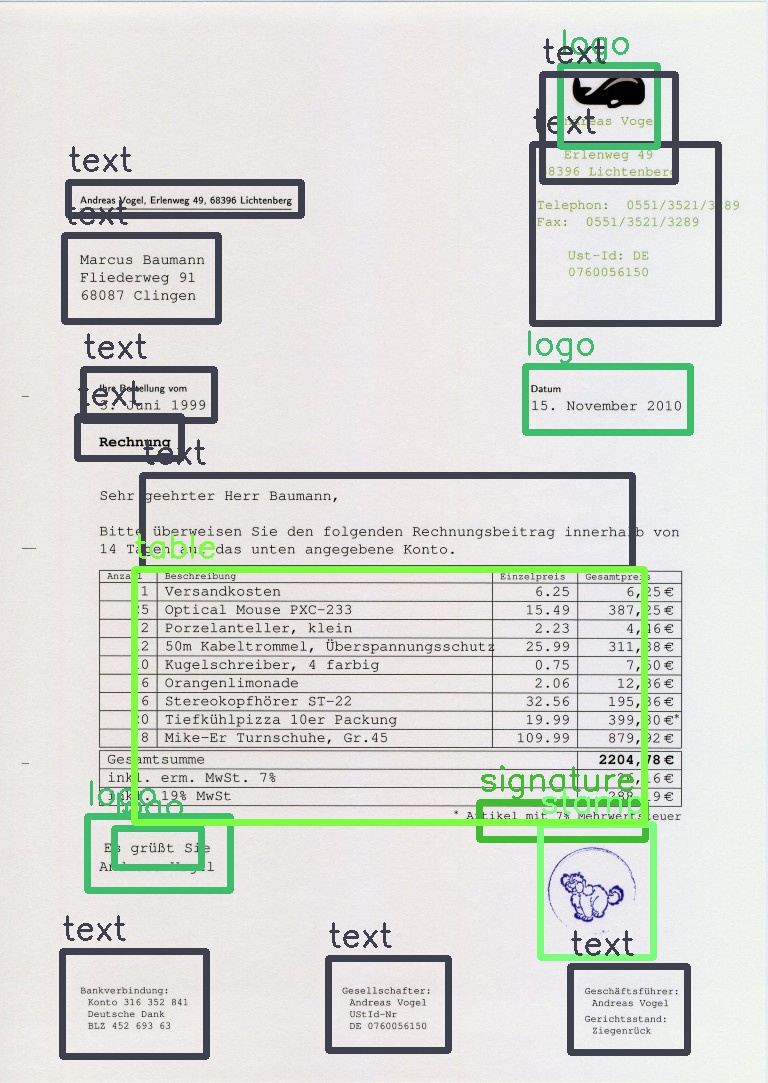 logo
text
Andreas Vogel
text
Erlenweg 49
68396 Lichtenberg
Telephon: 0551/3521/3289
Fax: 0551/3521/3289
Ust-Id: DE
0760056150
text
Andreas Vogel, Erlenweg 49, 68396 Lichtenberg
text
Marcus Baumann
Fliederweg 91
68087 Clingen
text
Ihre Bestellung vom
3. Juni 1999
logo
Datum
15. November 2010
text
Rechnung
text
Sehr geehrter Herr Baumann,
Bitte überweisen Sie den folgenden Rechnungsbeitrag innerhalb von
14 Tagen auf das unten angegebene Konto.
table
Anzahl Beschreibung Einzelpreis Gesamtpreis
1 Versandkosten 6.25 6,25€
25 Optical Mouse PXC-233 15.49 387,25€
2 Porzelanteller, klein 2.23 4,46€
12 50m Kabeltrommel, Überspannungsschutz 25.99 311,88€
10 Kugelschreiber, 4 farbig 0.75 7,50€
6 Orangenlimonade 2.06 12,36€
6 Stereokopfhörer ST-22 32.56 195,36€
20 Tiefkühlpizza 10er Packung 19.99 399,80€*
8 Mike-Er Turnschuhe, Gr.45 109.99 879,92€
Gesamtsumme 2204,78€
inkl. erm. MwSt. 7% 26,16€
inkl. 19% MwSt 288,19€
signature
stamp
* Artikel mit 7% Mehrwertsteuer
logo
logo
Es grüßt Sie
Andreas Vogel
text
Bankverbindung:
Konto 316 352 841
Deutsche Dank
BLZ 452 693 63
text
Gesellschafter:
Andreas Vogel
UStId-Nr
DE 0760056150
text
Geschäftsführer:
Andreas Vogel
Gerichtsstand:
Ziegenrück